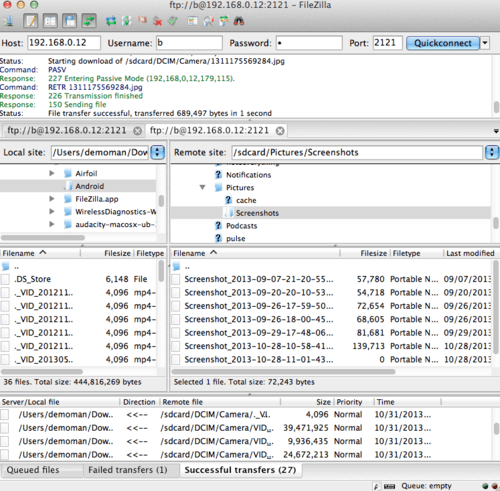 ftp://b@192.168.0.12:2121 - FileZilla
Host: 192.168.0.12 Username: b Password: • Port: 2121 Quickconnect
Status: Starting download of /sdcard/DCIM/Camera/1311175569284.jpg
Command: PASV
Response: 227 Entering Passive Mode (192,168,0,12,179,115).
Command: RETR 1311175569284.jpg
Response: 226 Transmission finished
Response: 150 Sending file
Status: File transfer successful, transferred 689,497 bytes in 1 second
ftp://b@192.168.0.12:2121 ftp://b@192.168.0.12:2121
Local site: /Users/demoman/Dow
Airfoil
Android
FileZilla.app
WirelessDiagnostics-W
audacity-macosx-ub-
Remote site: /sdcard/Pictures/Screenshots
Notifications
Pictures
cache
Screenshots
Podcasts
pulse
Filename Filesize Filetype
..
.DS_Store 6,148 File
._VID_201211... 4,096 mp4-
._VID_201211... 4,096 mp4-
._VID_201211... 4,096 mp4-
._VID_201211... 4,096 mp4-
._VID_201305... 4,096 mp4-
36 files. Total size: 444,816,269 bytes
Filename Filesize Filetype Last modified
..
Screenshot_2013-09-07-21-20-55... 57,780 Portable N... 09/07/2013
Screenshot_2013-09-20-20-10-53... 54,718 Portable N... 09/20/2013
Screenshot_2013-09-26-17-59-50... 72,654 Portable N... 09/26/2013
Screenshot_2013-09-26-18-00-45... 68,605 Portable N... 09/26/2013
Screenshot_2013-09-29-17-48-06... 81,681 Portable N... 09/29/2013
Screenshot_2013-10-28-10-58-41... 139,713 Portable N... 10/28/2013
Screenshot_2013-10-28-11-01-43... 0 Portable N... 10/28/2013
Selected 1 file. Total size: 72,243 bytes
Server/Local file Direction Remote file Size Priority Time
/Users/demoman/Dow.. <<-- /sdcard/DCIM/Camera/._V.. 4,096 Normal 10/31/2013...
/Users/demoman/Dow.. <<-- /sdcard/DCIM/Camera/VID.. 39,471,925 Normal 10/31/2013...
/Users/demoman/Dow.. <<-- /sdcard/DCIM/Camera/VID.. 9,936,435 Normal 10/31/2013...
/Users/demoman/Dow.. <<-- /sdcard/DCIM/Camera/VID.. 24,672,213 Normal 10/31/2013...
Queued files Failed transfers (1) Successful transfers (27)
Queue: empty